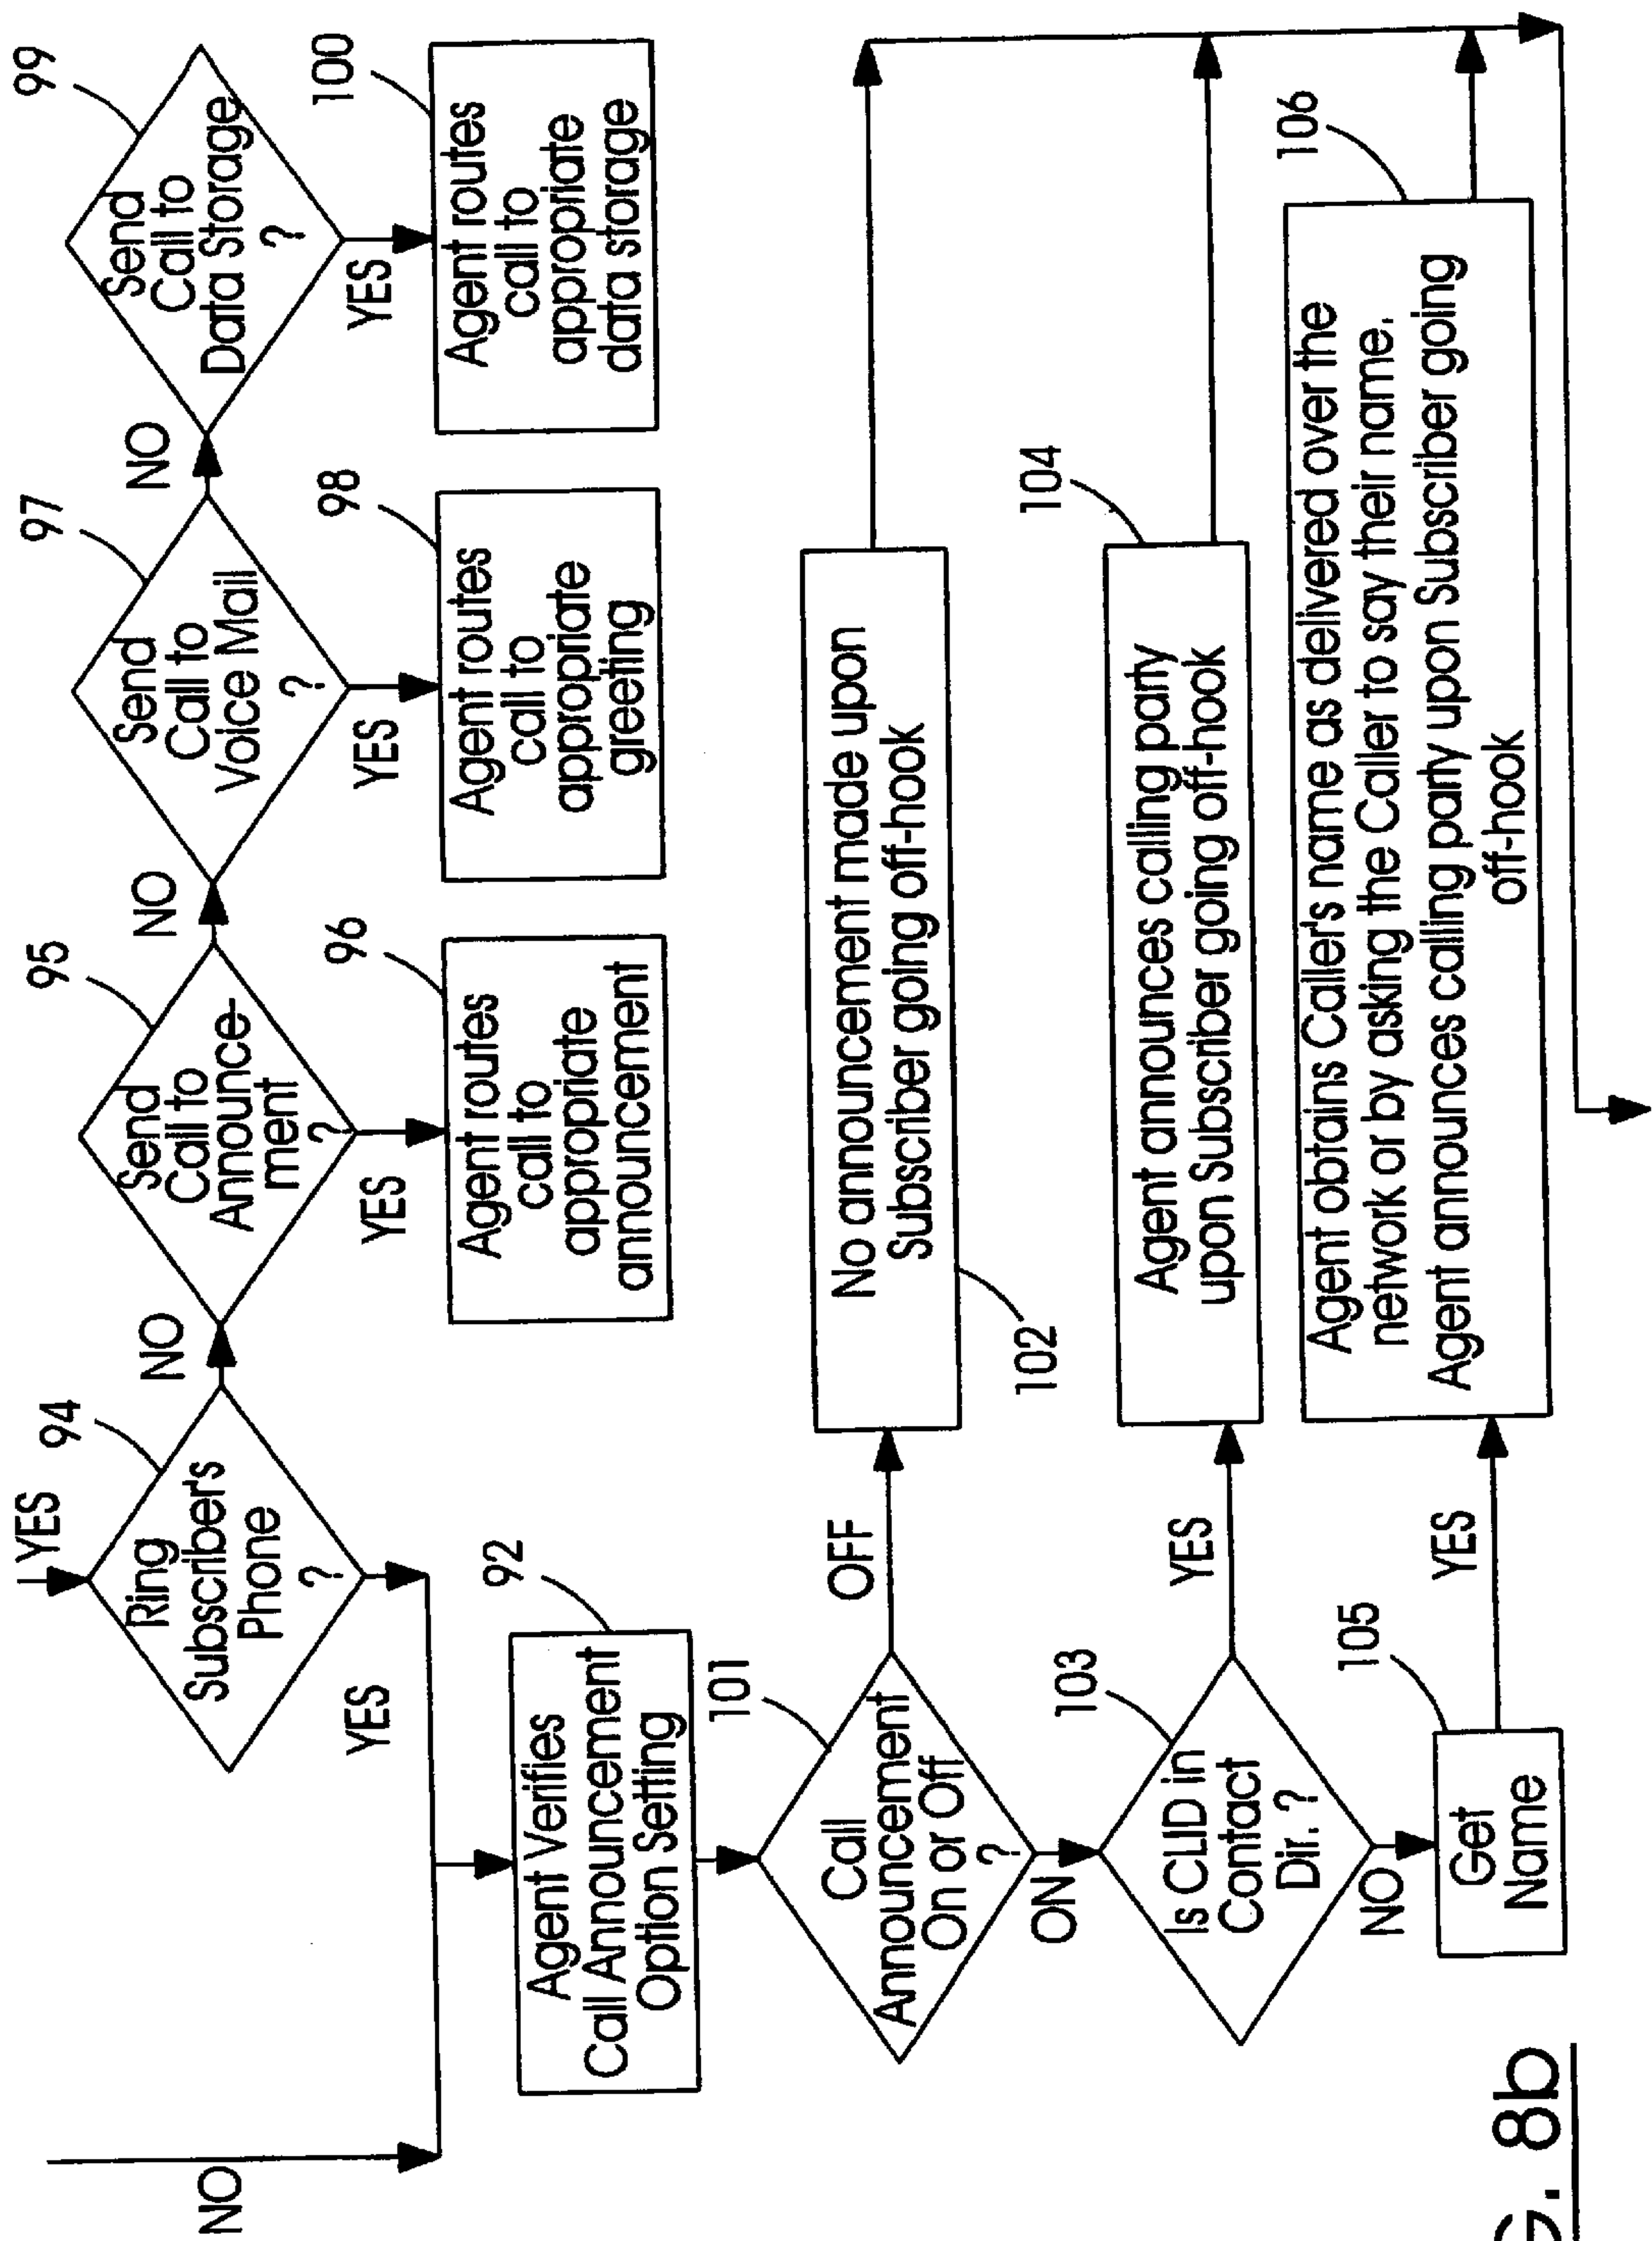 NO
YES
94
Ring
Subscriber's
Phone
?
NO
YES
95
Send
Call to
Announce-
ment
?
NO
YES
97
Send
Call to
Voice Mail
?
NO
YES
99
Send
Call to
Data Storage
?
YES
96
Agent routes
call to
appropriate
announcement
98
Agent routes
call to
appropriate
greeting
100
Agent routes
call to
appropriate
data storage
92
Agent Verifies
Call Announcement
Option Setting
101
Call
Announcement
On or Off
?
OFF
ON
No announcement made upon
Subscriber going off-hook
102
103
Is CLID in
Contact
Dir. ?
YES
NO
104
Agent announces calling party
upon Subscriber going off-hook
105
Get
Name
YES
106
Agent obtains Caller's name as delivered over the
network or by asking the Caller to say their name.
Agent announces calling party upon Subscriber going
off-hook
G. 8b